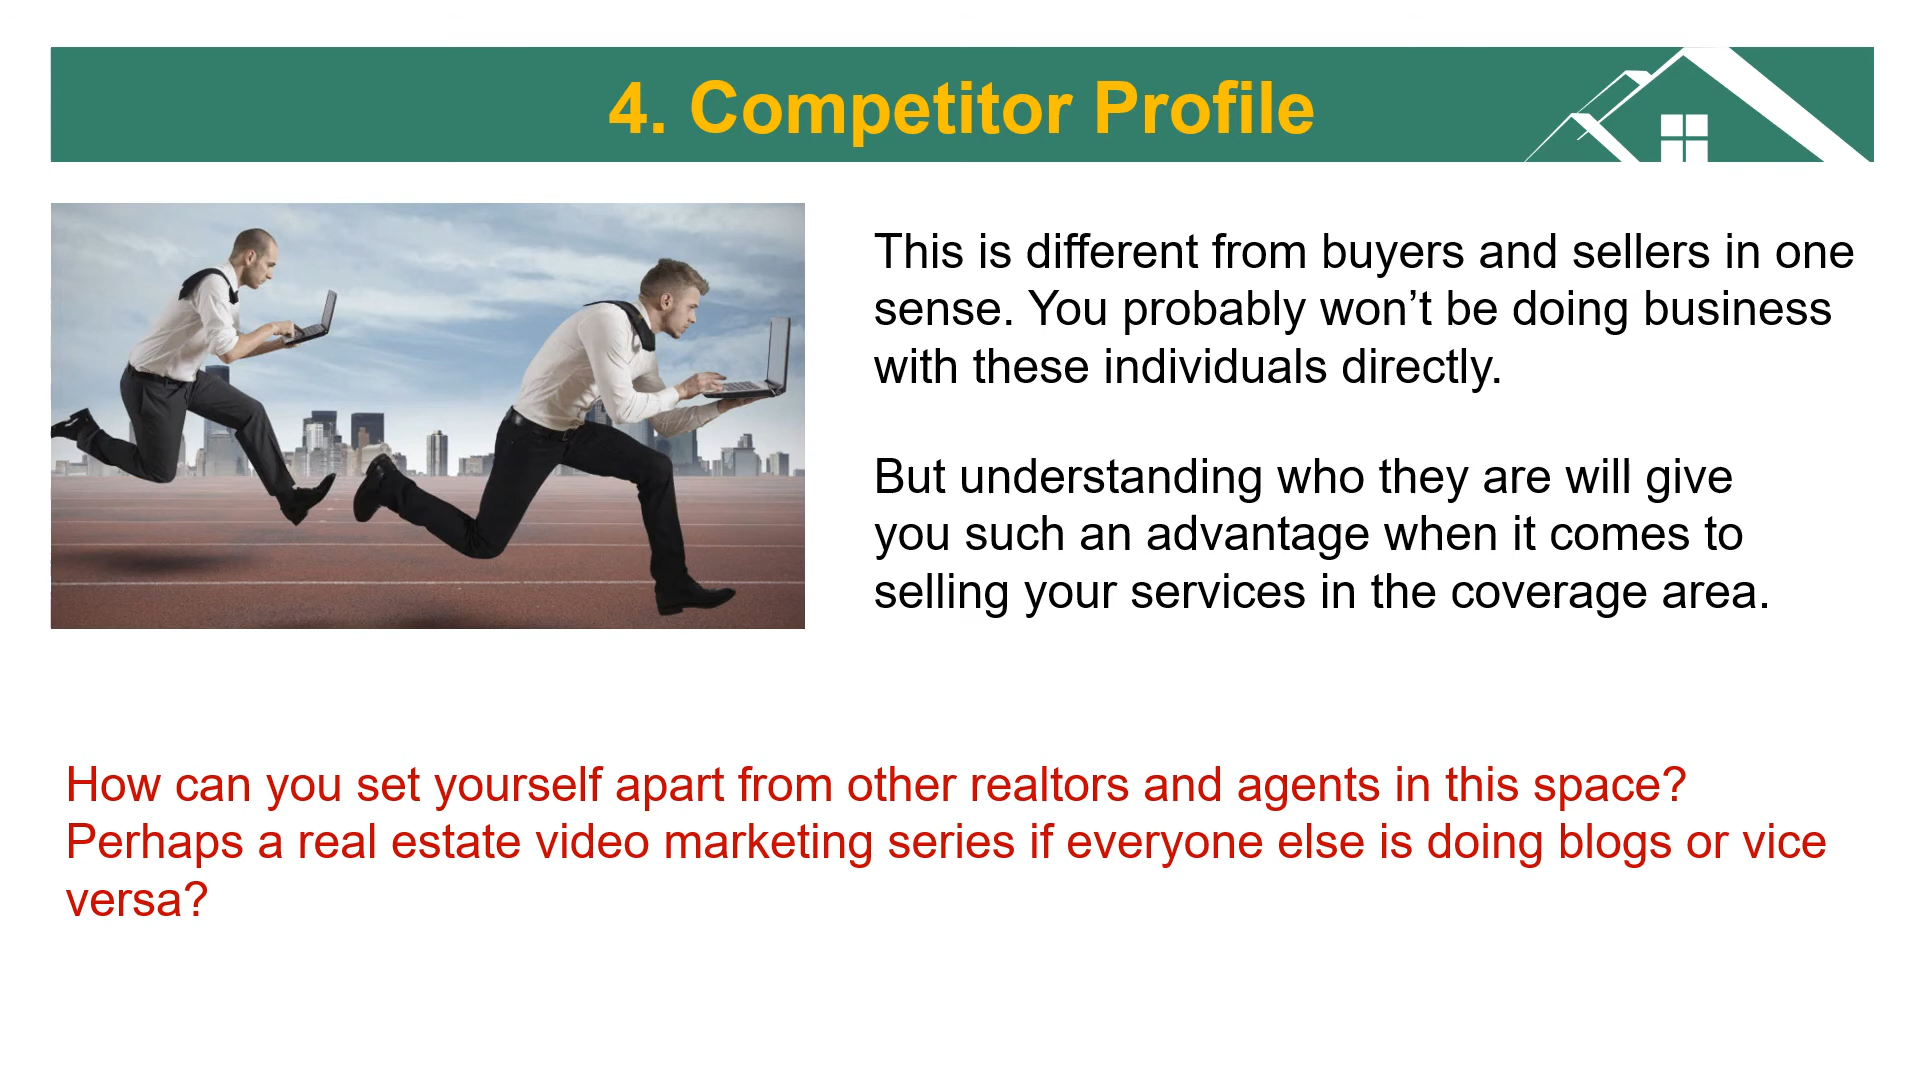 4. Competitor Profile
This is different from buyers and sellers in one
sense. You probably won’t be doing business
with these individuals directly.
But understanding who they are will give
you such an advantage when it comes to
selling your services in the coverage area.
How can you set yourself apart from other realtors and agents in this space?
Perhaps a real estate video marketing series if everyone else is doing blogs or vice
versa?